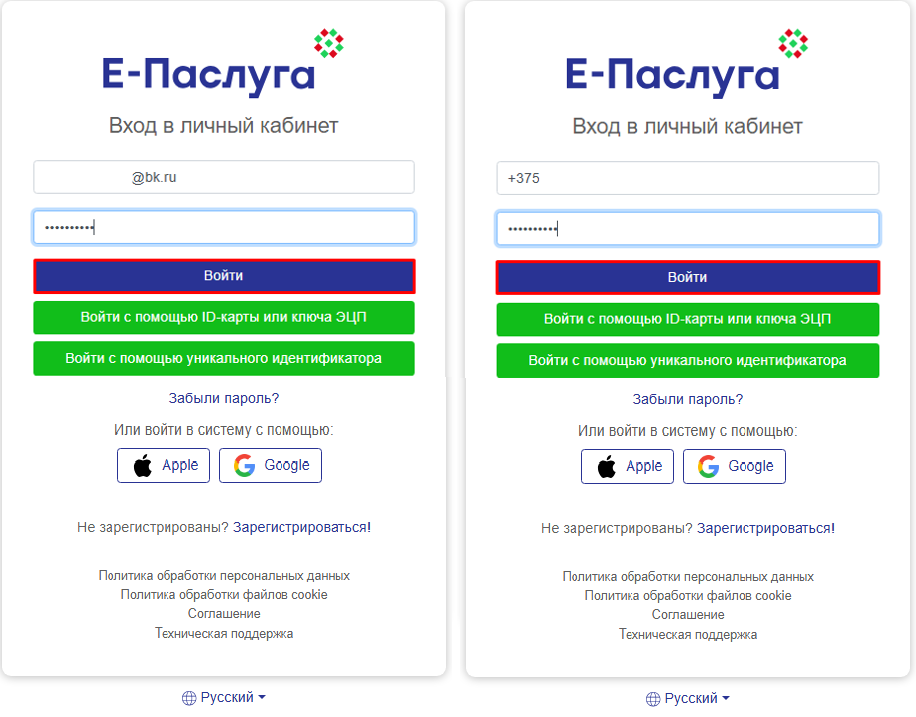 Е-Паслуга
Вход в личный кабинет
@bk.ru
••••••••••
Войти
Войти с помощью ID-карты или ключа ЭЦП
Войти с помощью уникального идентификатора
Забыли пароль?
Или войти в систему с помощью:
Apple
Google
Не зарегистрированы? Зарегистрироваться!
Политика обработки персональных данных
Политика обработки файлов cookie
Соглашение
Техническая поддержка
Русский
Е-Паслуга
Вход в личный кабинет
+375
••••••••••
Войти
Войти с помощью ID-карты или ключа ЭЦП
Войти с помощью уникального идентификатора
Забыли пароль?
Или войти в систему с помощью:
Apple
Google
Не зарегистрированы? Зарегистрироваться!
Политика обработки персональных данных
Политика обработки файлов cookie
Соглашение
Техническая поддержка
Русский